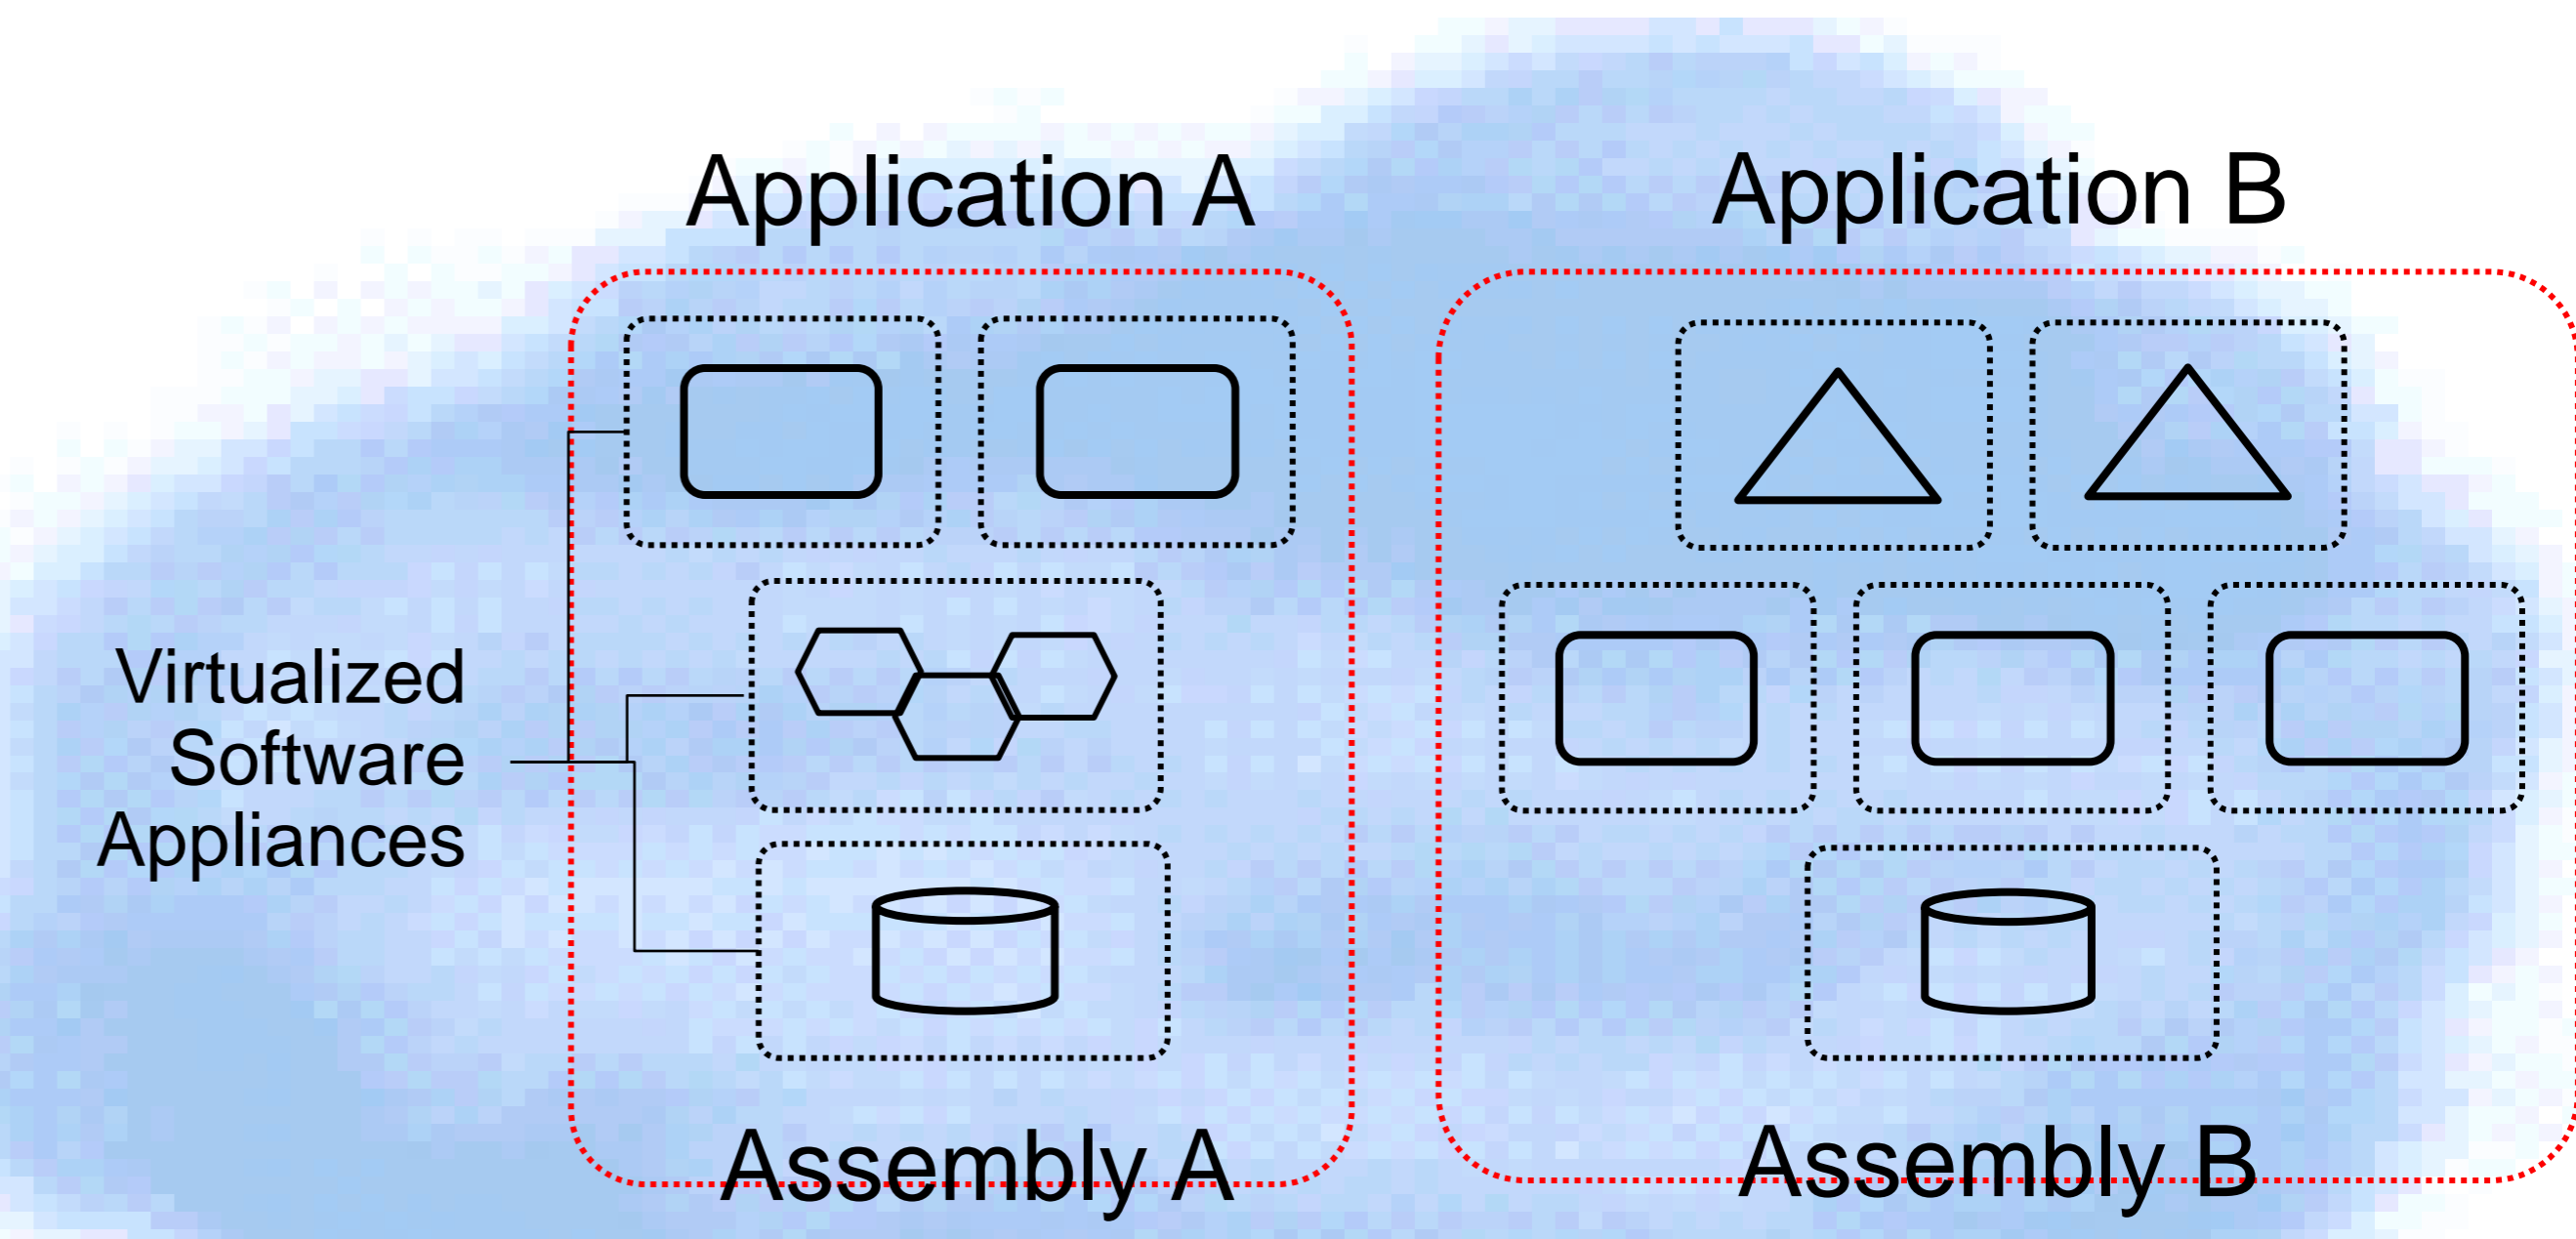 Application A
Application B
Virtualized
Software
Appliances
Assembly A
Assembly B